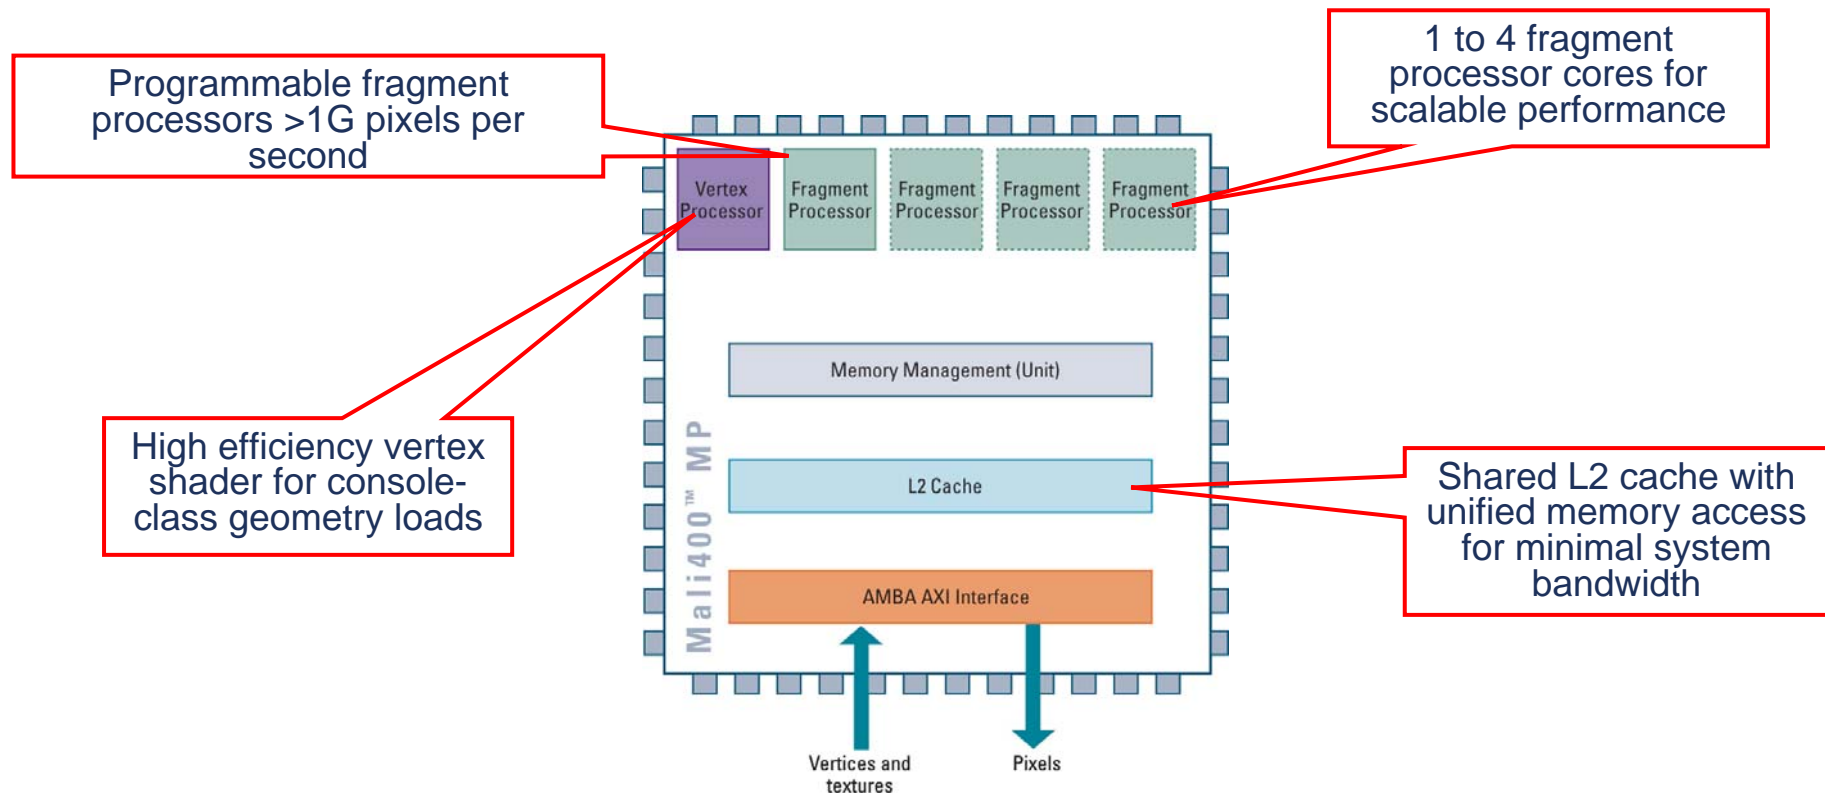 Programmable fragment
processors >1G pixels per
second
1 to 4 fragment
processor cores for
scalable performance
Vertex
Processor
Fragment
Processor
Fragment
Processor
Fragment
Processor
Fragment
Processor
Memory Management (Unit)
High efficiency vertex
shader for console-
class geometry loads
L2 Cache
Shared L2 cache with
unified memory access
for minimal system
bandwidth
Mali400™ MP
AMBA AXI Interface
Vertices and
textures
Pixels